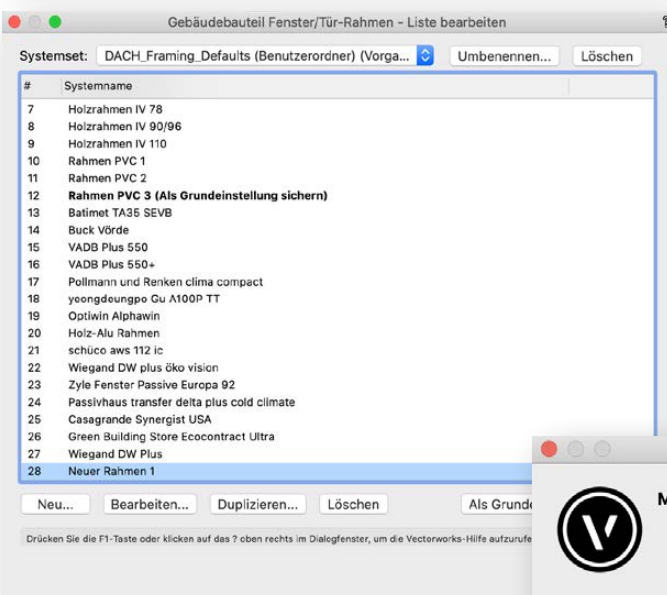 Gebäudebauteil Fenster/Tür-Rahmen - Liste bearbeiten
Systemset: DACH_Framing_Defaults (Benutzerordner) (Vorga... Umbenennen... Löschen
# Systemname
7 Holzrahmen IV 78
8 Holzrahmen IV 90/96
9 Holzrahmen IV 110
10 Rahmen PVC 1
11 Rahmen PVC 2
12 Rahmen PVC 3 (Als Grundeinstellung sichern)
13 Batimet TA35 SEVB
14 Buck Vörde
15 VADB Plus 550
16 VADB Plus 550+
17 Pollmann und Renken clima compact
18 yeongdeungpo Gu A100P TT
19 Optiwin Alphawin
20 Holz-Alu Rahmen
21 schüco aws 112 ic
22 Wiegand DW plus öko vision
23 Zyle Fenster Passive Europa 92
24 Passivhaus transfer delta plus cold climate
25 Casagrande Synergist USA
26 Green Building Store Ecocontract Ultra
27 Wiegand DW Plus
28 Neuer Rahmen 1
Neu... Bearbeiten... Duplizieren... Löschen Als Grunde
Drücken Sie die F1-Taste oder klicken auf das ? oben rechts im Dialogfenster, um die Vectorworks-Hilfe aufzurufe
M
V